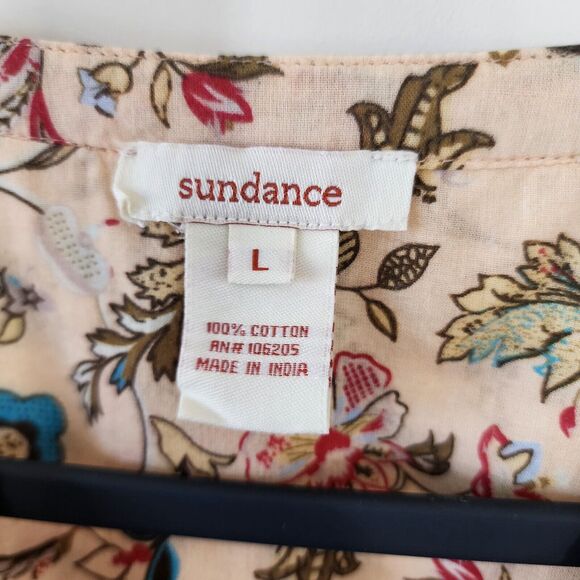 sundance
L
100% COTTON
RN# 106205
MADE IN INDIA